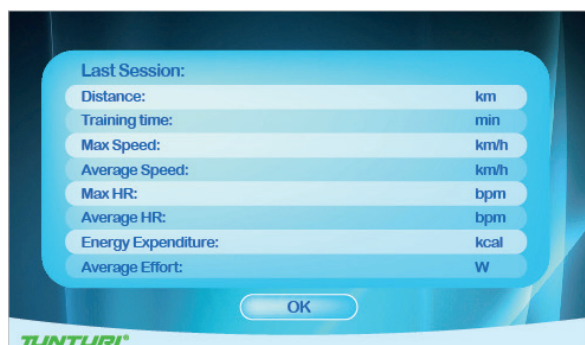 Last Session:
Distance: km
Training time: min
Max Speed: km/h
Average Speed: km/h
Max HR: bpm
Average HR: bpm
Energy Expenditure: kcal
Average Effort: W
OK
TUNTURI®